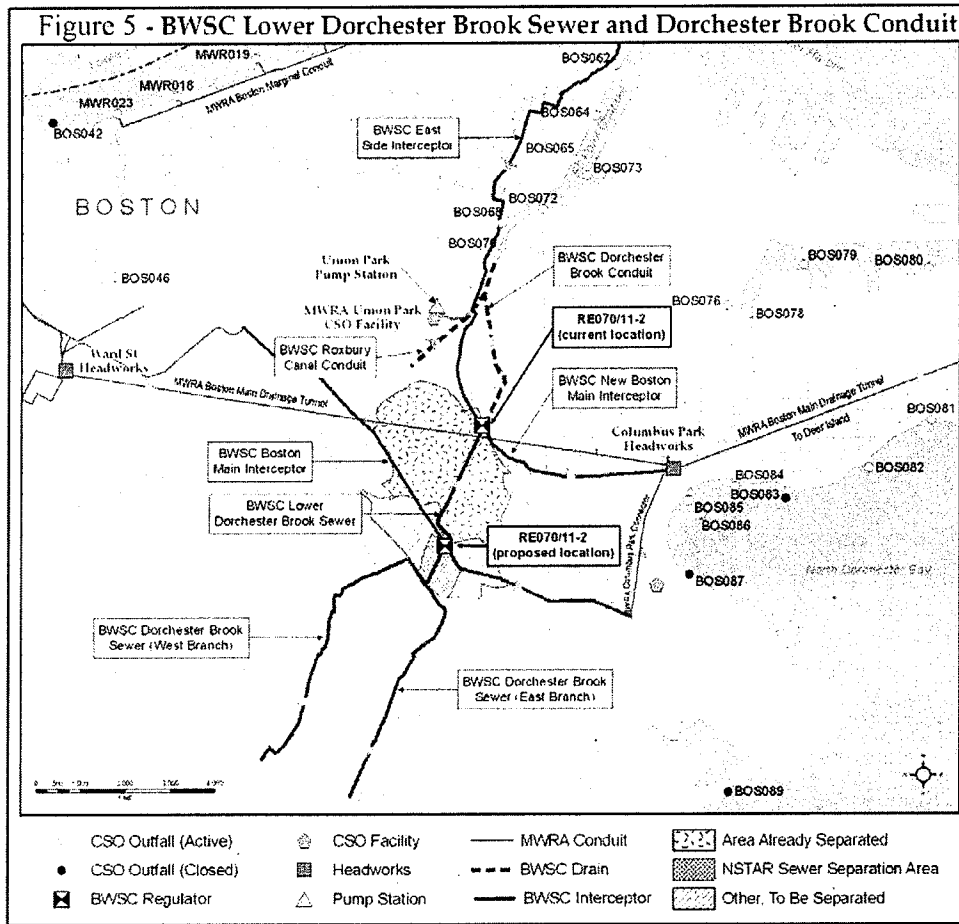 Figure 5 - BWSC Lower Dorchester Brook Sewer and Dorchester Brook Conduit
MWR019
MWR018
MWR023
MWRA Boston Marginal Conduit
BOS042
BOS062
BOS064
BWSC East
Side Interceptor
BOS065
BOS073
BOSTON
BOS072
BOS068
BOS070
BOS046
Union Park
Pump Station
BWSC Dorchester
Brook Conduit
BOS079
BOS080
MWRA Union Park
CSO Facility
BOS076
BOS078
RE070/11-2
(current location)
Ward St
Headworks
BWSC Roxbury
Canal Conduit
MWRA Boston Main Drainage Tunnel
BWSC New Boston
Main Interceptor
Columbus Park
Headworks
MWRA Boston Main Drainage Tunnel
To Deer Island
BOS081
BOS082
BWSC Boston
Main Interceptor
BOS084
BOS083
BOS085
BOS086
BWSC Lower
Dorchester Brook Sewer
RE070/11-2
(proposed location)
MWRA Columbus Park Connection
North Dorchester Bay
BOS087
BWSC Dorchester Brook
Sewer (West Branch)
BWSC Dorchester Brook
Sewer (East Branch)
BOS089
CSO Outfall (Active)
CSO Facility
MWRA Conduit
Area Already Separated
CSO Outfall (Closed)
Headworks
BWSC Drain
NSTAR Sewer Separation Area
BWSC Regulator
Pump Station
BWSC Interceptor
Other, To Be Separated